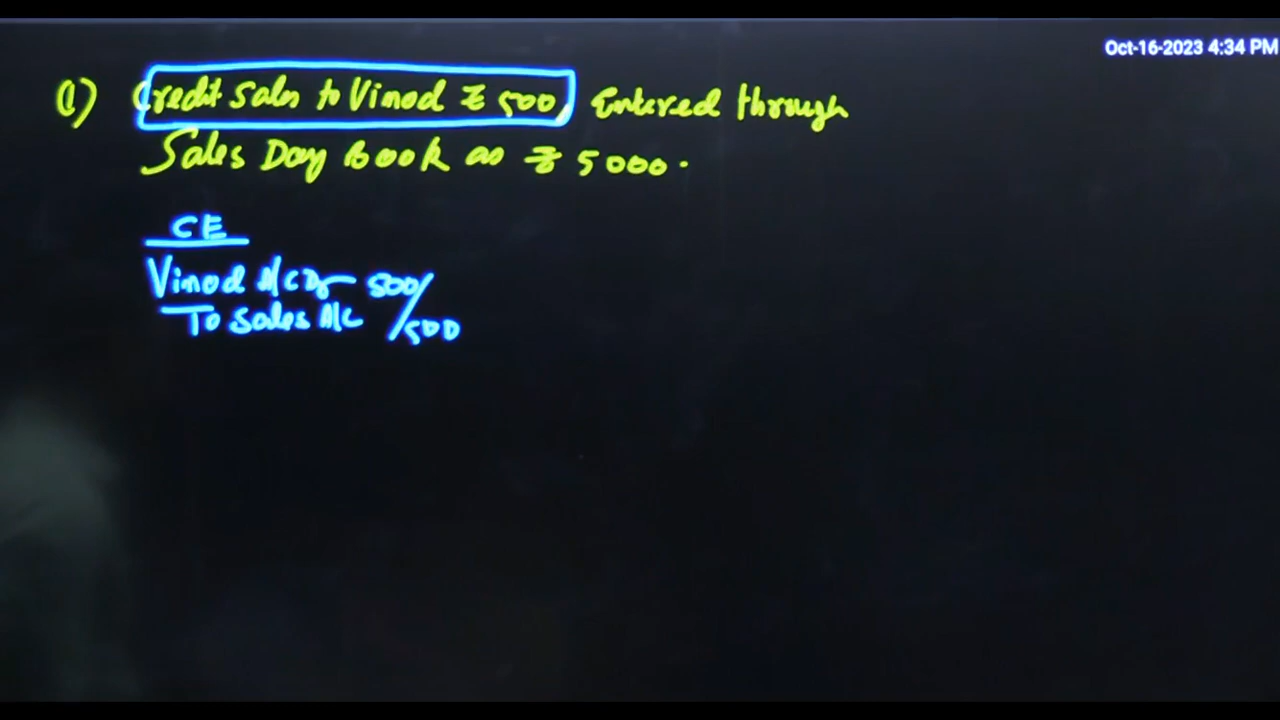 Oct-16-2023 4:34 PM
(1) Credit Sales to Vinod ₹ 500, Entered through
Sales Day Book as ₹ 5000.
CE
Vinod A/C Dr 500/
To Sales A/c /500